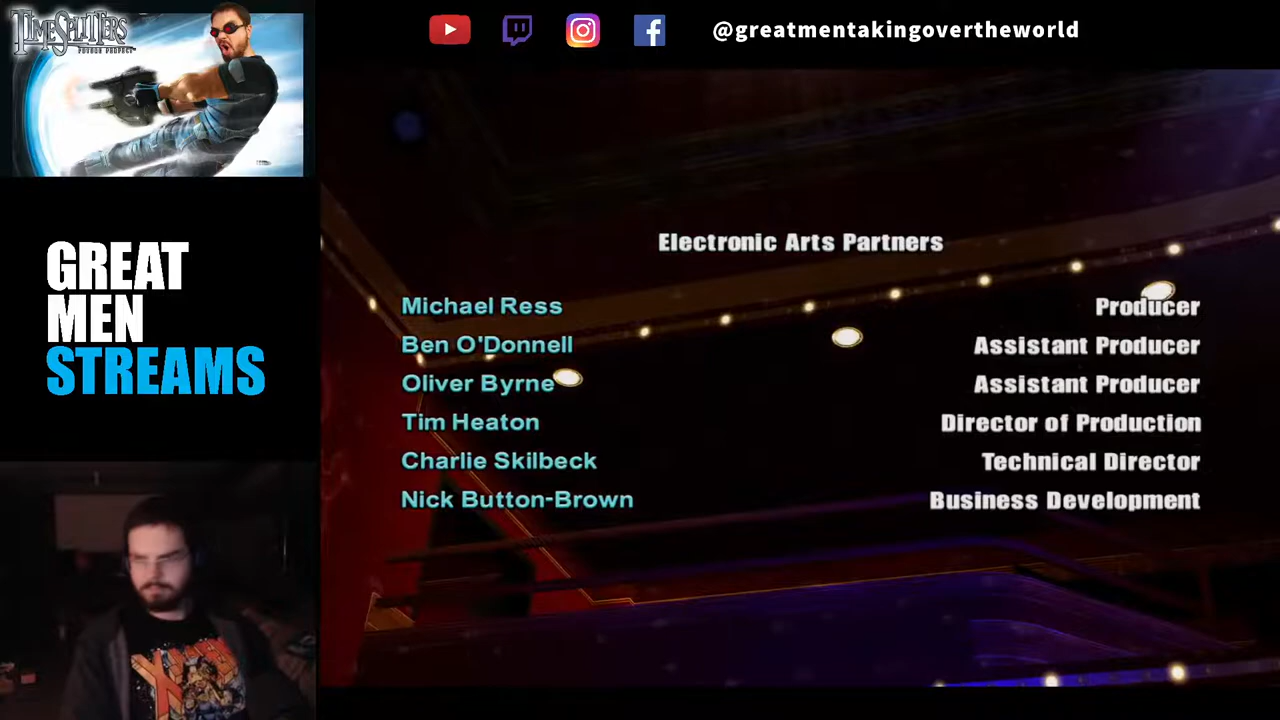 TIMESPLITTERS
FUTURE PERFECT
@greatmentakingovertheworld
GREAT
MEN
STREAMS
Electronic Arts Partners
Michael Ress Producer
Ben O'Donnell Assistant Producer
Oliver Byrne Assistant Producer
Tim Heaton Director of Production
Charlie Skilbeck Technical Director
Nick Button-Brown Business Development